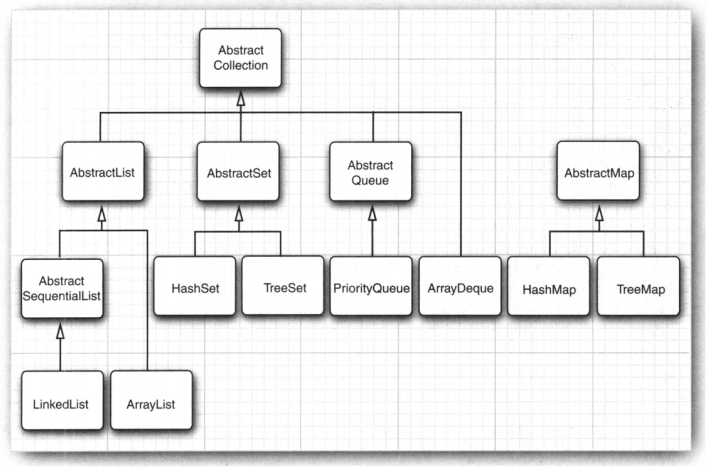 Abstract
Collection
AbstractList
AbstractSet
Abstract
Queue
AbstractMap
Abstract
SequentialList
HashSet
TreeSet
PriorityQueue
ArrayDeque
HashMap
TreeMap
LinkedList
ArrayList